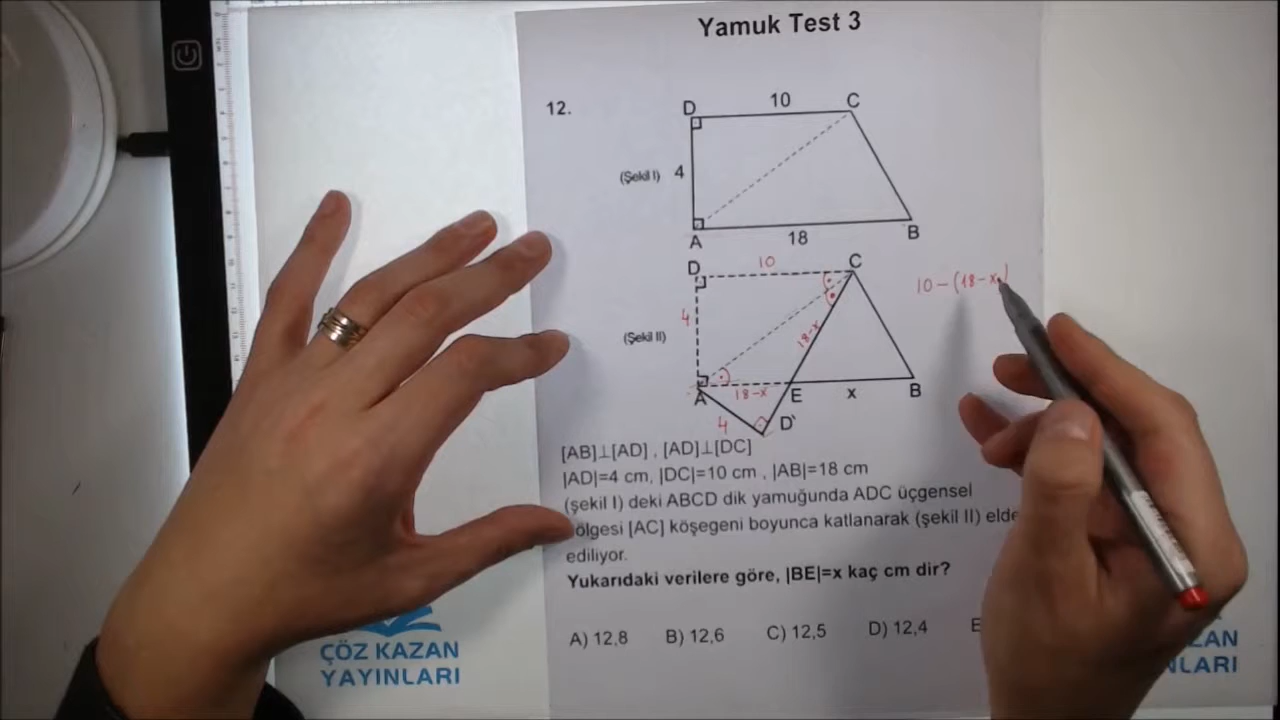 Yamuk Test 3
12.
D 10 C
(Şekil I) 4
A 18 B
D 10 C
10-(18-x)
4 18-x
(Şekil II)
A 18-x E x B
4 D'
[AB]⊥[AD] , [AD]⊥[DC]
|AD|=4 cm, |DC|=10 cm , |AB|=18 cm
(şekil I) deki ABCD dik yamuğunda ADC üçgensel
bölgesi [AC] köşegeni boyunca katlanarak (şekil II) elde
ediliyor.
Yukarıdaki verilere göre, |BE|=x kaç cm dir?
A) 12,8 B) 12,6 C) 12,5 D) 12,4 E
ÇÖZ KAZAN
YAYINLARI
ZAN
LARI